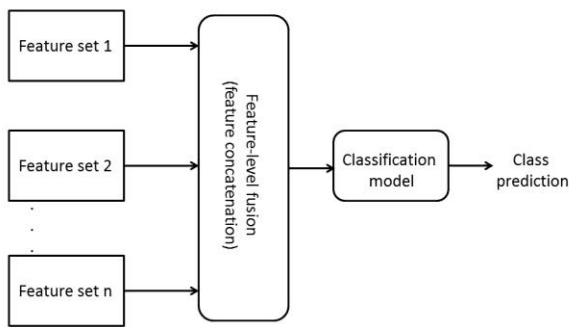 Feature set 1
Feature set 2
.
.
.
Feature set n
Feature-level fusion
(feature concatenation)
Classification
model
Class
prediction